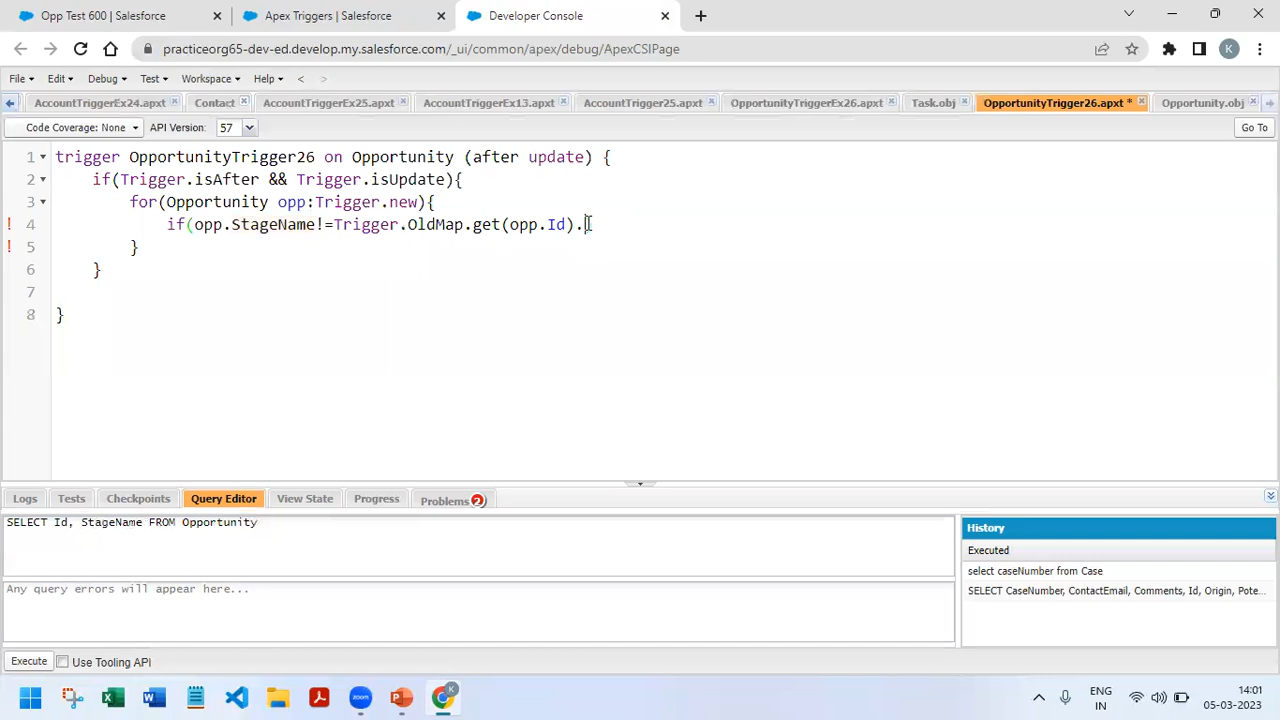 Opp Test 600 | Salesforce
Apex Triggers | Salesforce
Developer Console
practiceorg65-dev-ed.develop.my.salesforce.com/_ui/common/apex/debug/ApexCSIPage
K
File Edit Debug Test Workspace Help < >
AccountTriggerEx24.apxt Contact AccountTriggerEx25.apxt AccountTriggerEx13.apxt AccountTrigger25.apxt OpportunityTriggerEx26.apxt Task.obj OpportunityTrigger26.apxt * Opportunity.obj
Code Coverage: None API Version: 57 Go To
1 trigger OpportunityTrigger26 on Opportunity (after update) {
2 if(Trigger.isAfter && Trigger.isUpdate){
3 for(Opportunity opp:Trigger.new){
! 4 if(opp.StageName!=Trigger.OldMap.get(opp.Id).
! 5 }
6 }
7
8 }
Logs Tests Checkpoints Query Editor View State Progress Problems 2
SELECT Id, StageName FROM Opportunity
Any query errors will appear here...
History
Executed
select caseNumber from Case
SELECT CaseNumber, ContactEmail, Comments, Id, Origin, Pote...
Execute Use Tooling API
zoom
K
ENG
IN
14:01
05-03-2023